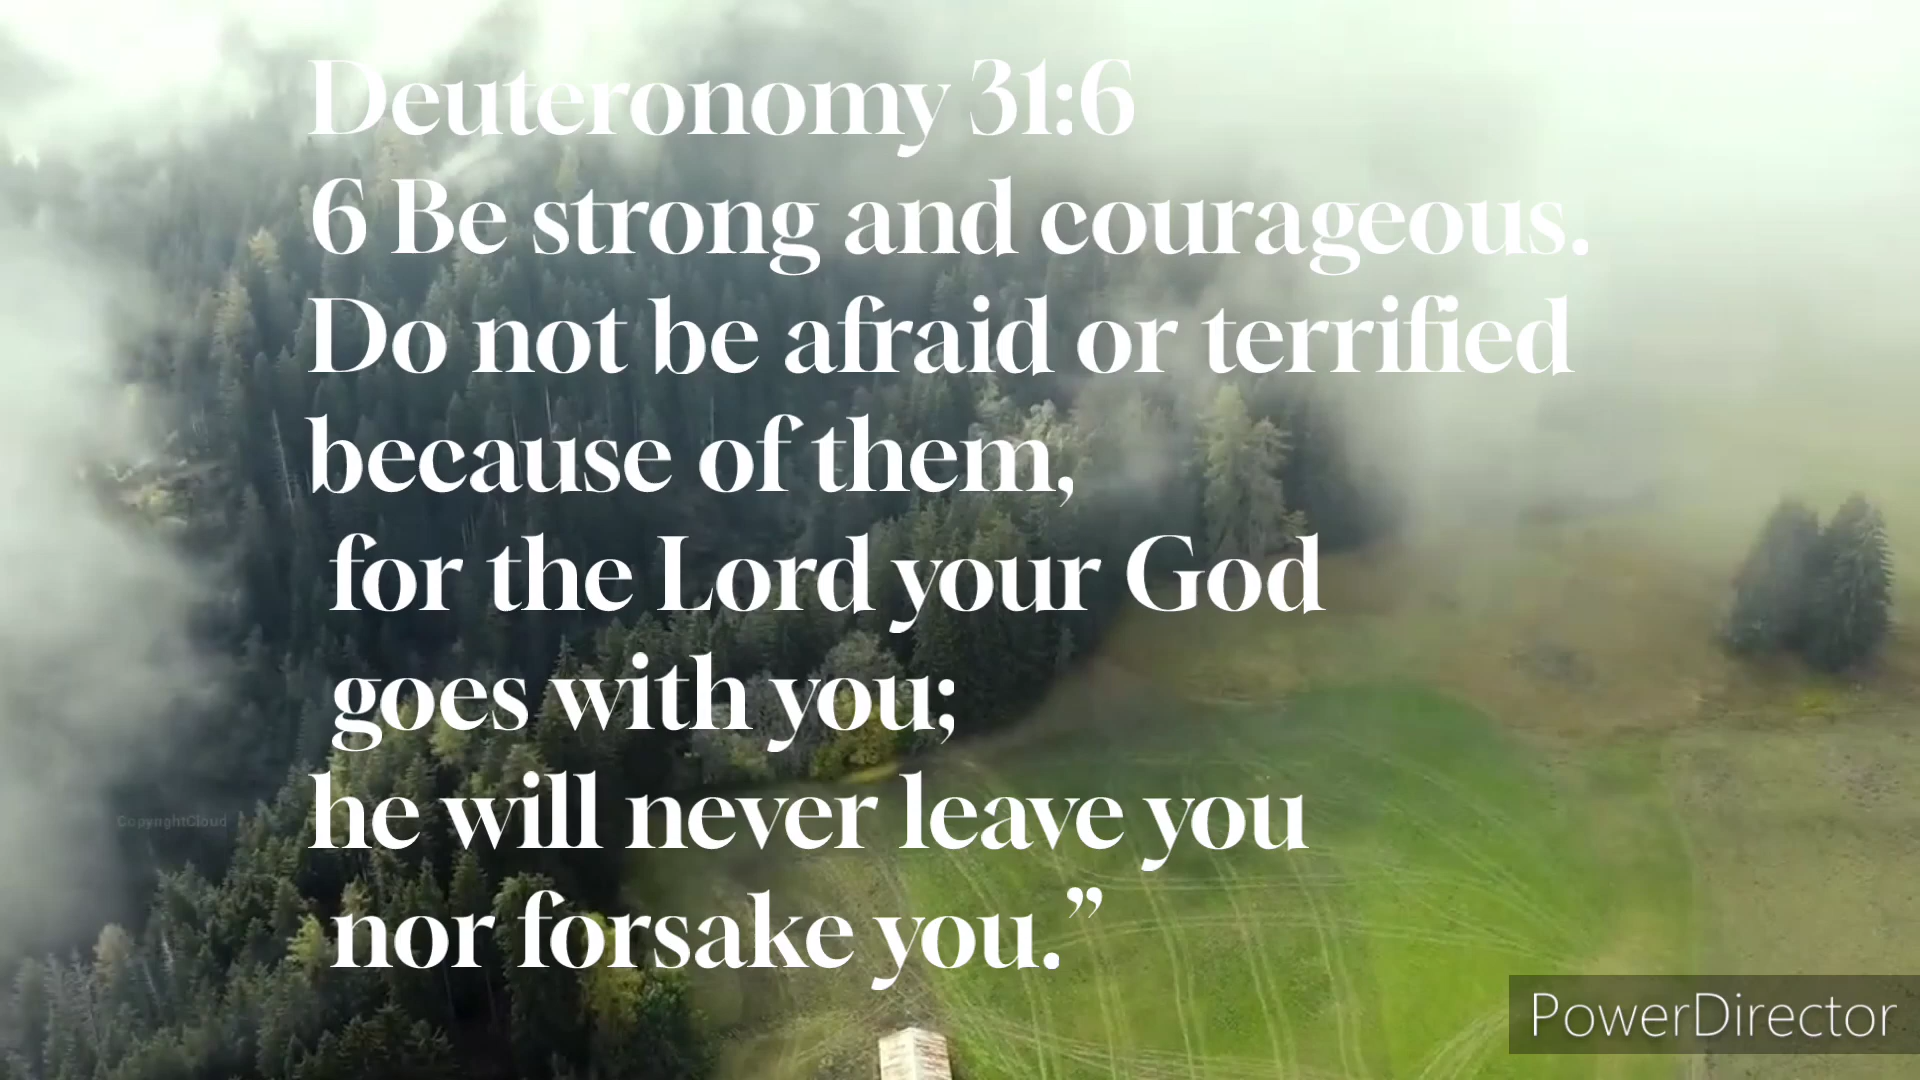 Deuteronomy 31:6
6 Be strong and courageous.
Do not be afraid or terrified
because of them,
for the Lord your God
goes with you;
he will never leave you
nor forsake you.”
CopyrightCloud
PowerDirector